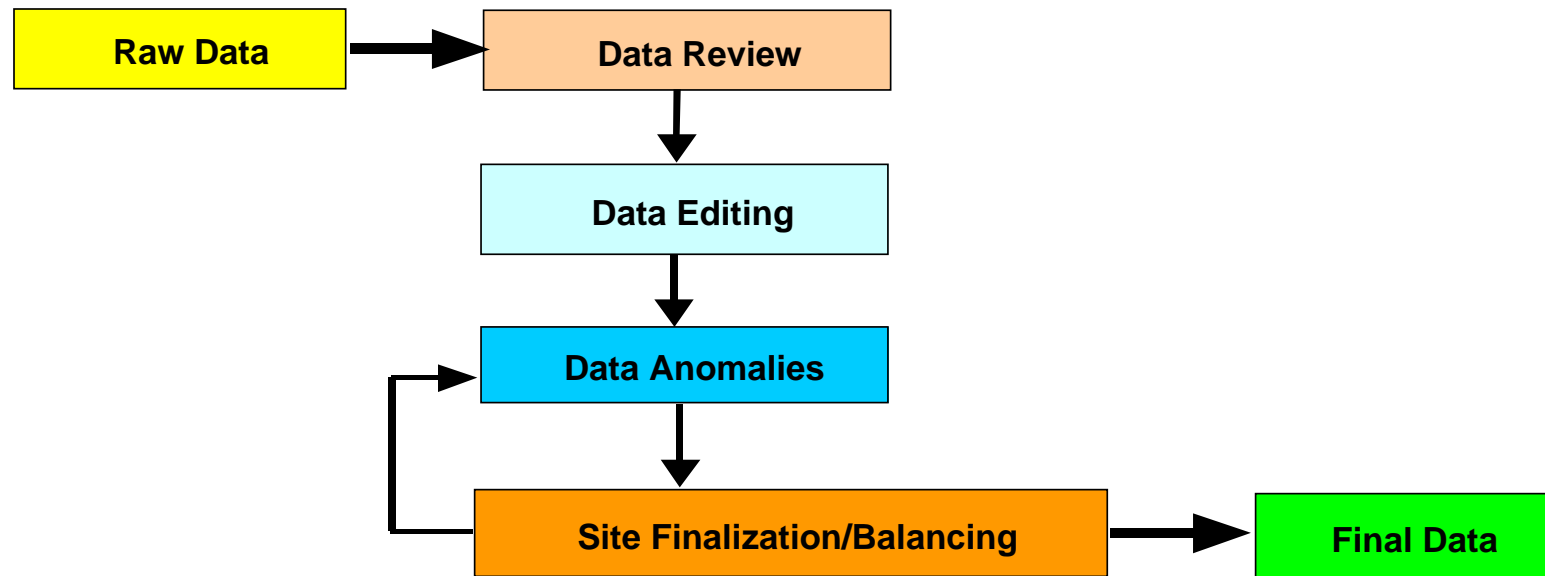 Raw Data
Data Review
Data Editing
Data Anomalies
Site Finalization/Balancing
Final Data